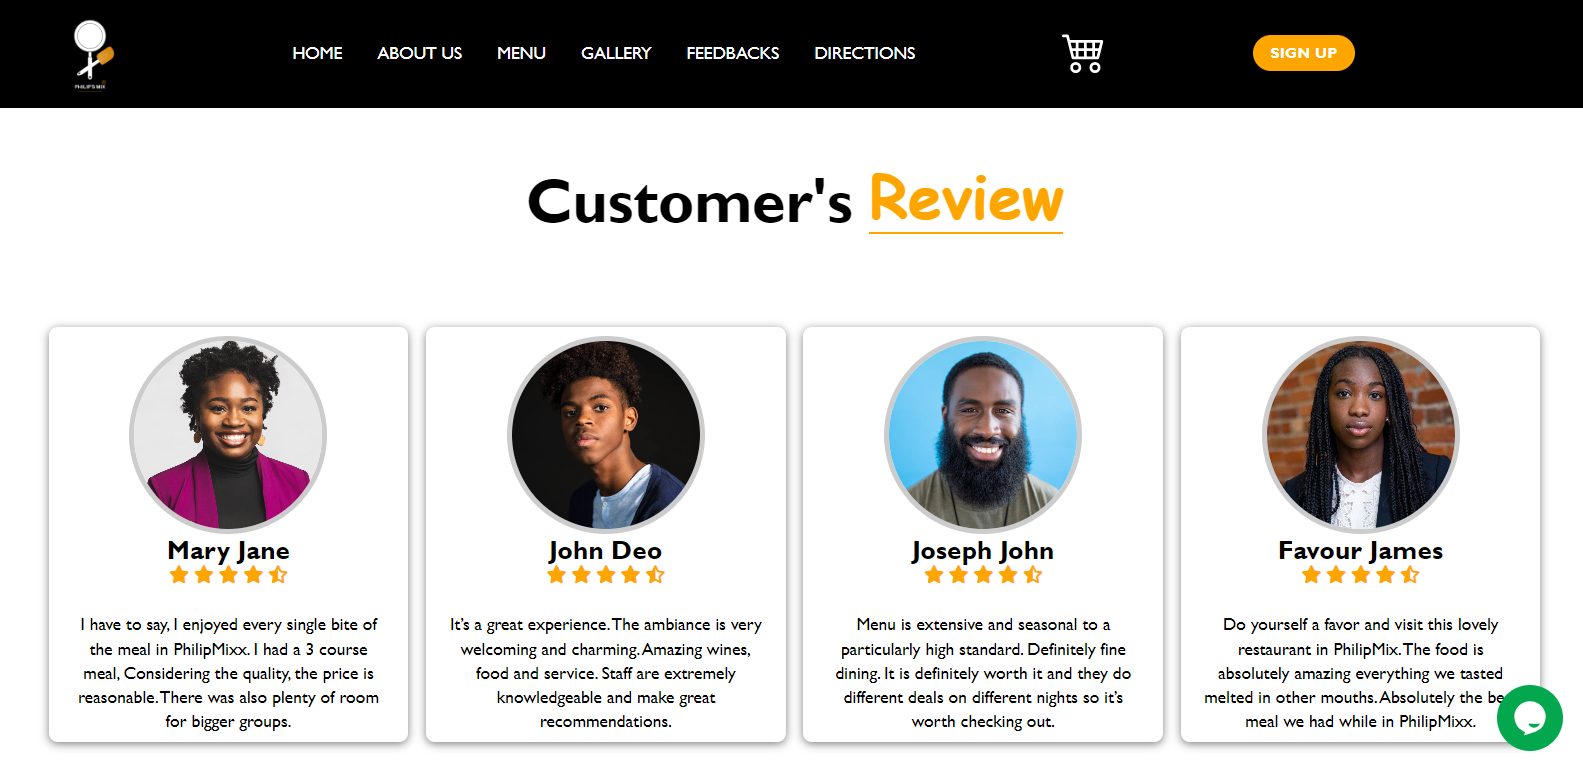 HOME ABOUT US MENU GALLERY FEEDBACKS DIRECTIONS SIGN UP
PHILIP'S MIX
Customer's Review
Mary Jane
I have to say, I enjoyed every single bite of
the meal in PhilipMixx. I had a 3 course
meal, Considering the quality, the price is
reasonable. There was also plenty of room
for bigger groups.
John Deo
It’s a great experience. The ambiance is very
welcoming and charming. Amazing wines,
food and service. Staff are extremely
knowledgeable and make great
recommendations.
Joseph John
Menu is extensive and seasonal to a
particularly high standard. Definitely fine
dining. It is definitely worth it and they do
different deals on different nights so it’s
worth checking out.
Favour James
Do yourself a favor and visit this lovely
restaurant in PhilipMix. The food is
absolutely amazing everything we tasted
melted in other mouths. Absolutely the
meal we had while in PhilipMixx.